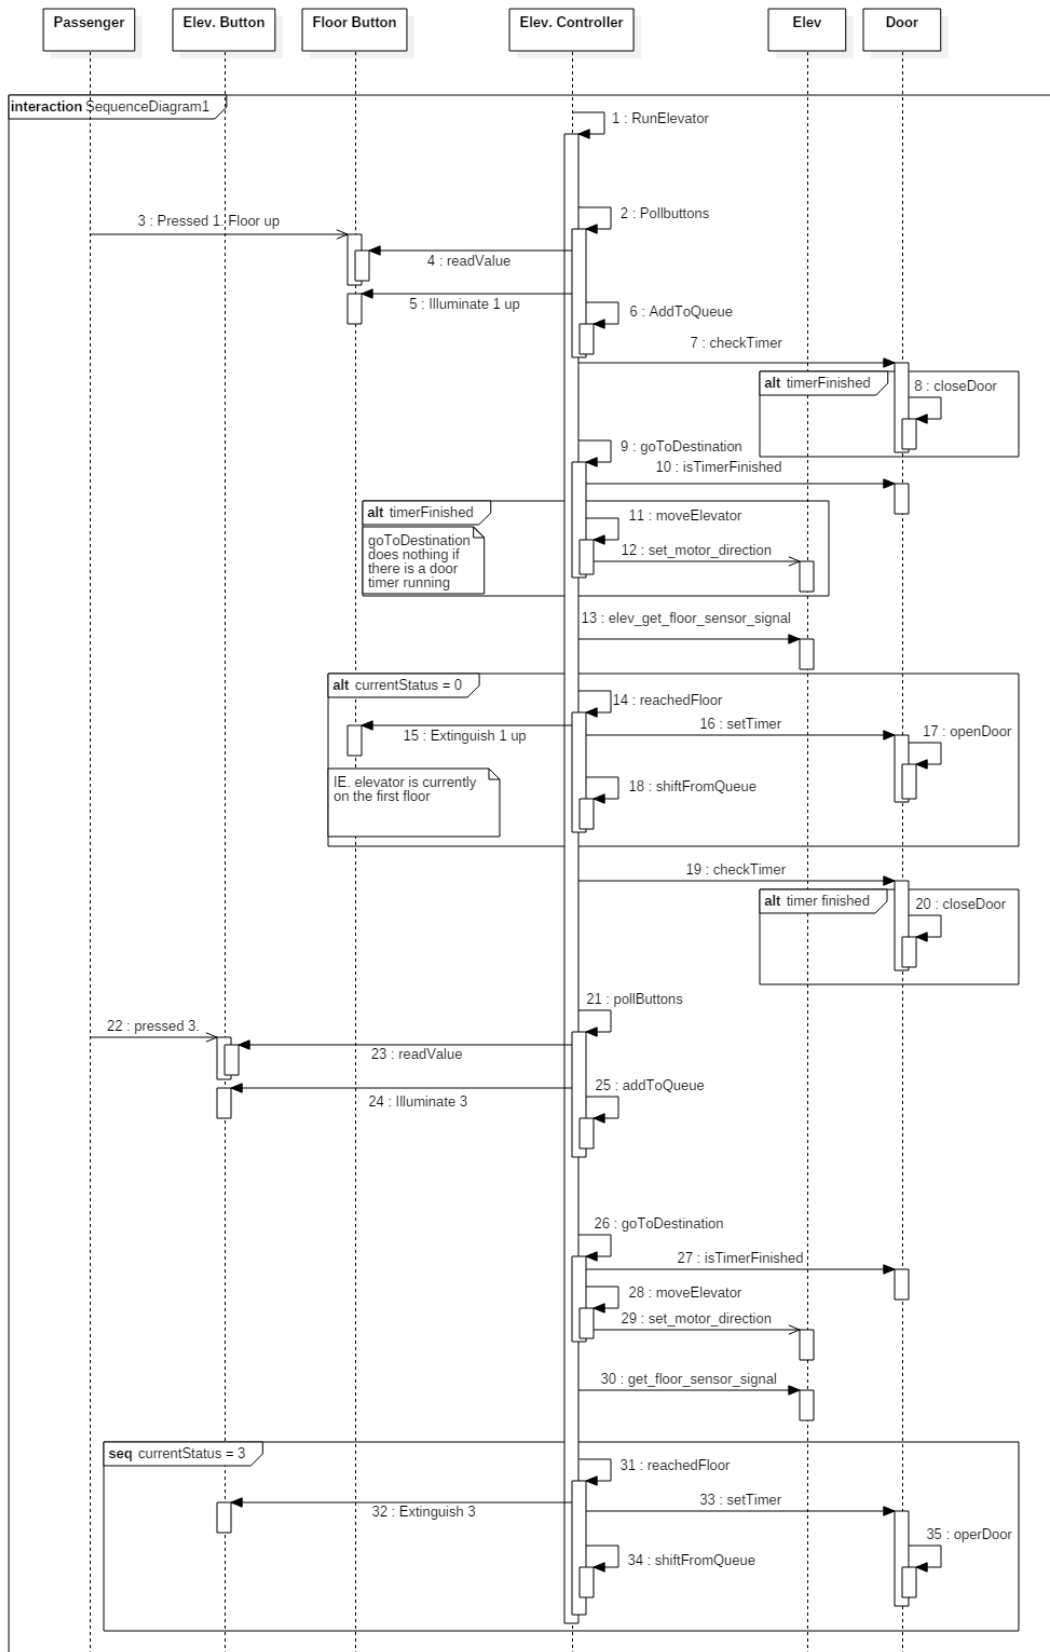 Passenger
Elev. Button
Floor Button
Elev. Controller
Elev
Door
interaction SequenceDiagram1
1 : RunElevator
2 : Pollbuttons
3 : Pressed 1. Floor up
4 : readValue
5 : Illuminate 1 up
6 : AddToQueue
7 : checkTimer
alt timerFinished
8 : closeDoor
9 : goToDestination
10 : isTimerFinished
alt timerFinished
11 : moveElevator
goToDestination
does nothing if
there is a door
timer running
12 : set_motor_direction
13 : elev_get_floor_sensor_signal
alt currentStatus = 0
14 : reachedFloor
15 : Extinguish 1 up
16 : setTimer
17 : openDoor
IE. elevator is currently
on the first floor
18 : shiftFromQueue
19 : checkTimer
alt timer finished
20 : closeDoor
21 : pollButtons
22 : pressed 3.
23 : readValue
24 : Illuminate 3
25 : addToQueue
26 : goToDestination
27 : isTimerFinished
28 : moveElevator
29 : set_motor_direction
30 : get_floor_sensor_signal
seq currentStatus = 3
31 : reachedFloor
32 : Extinguish 3
33 : setTimer
35 : operDoor
34 : shiftFromQueue